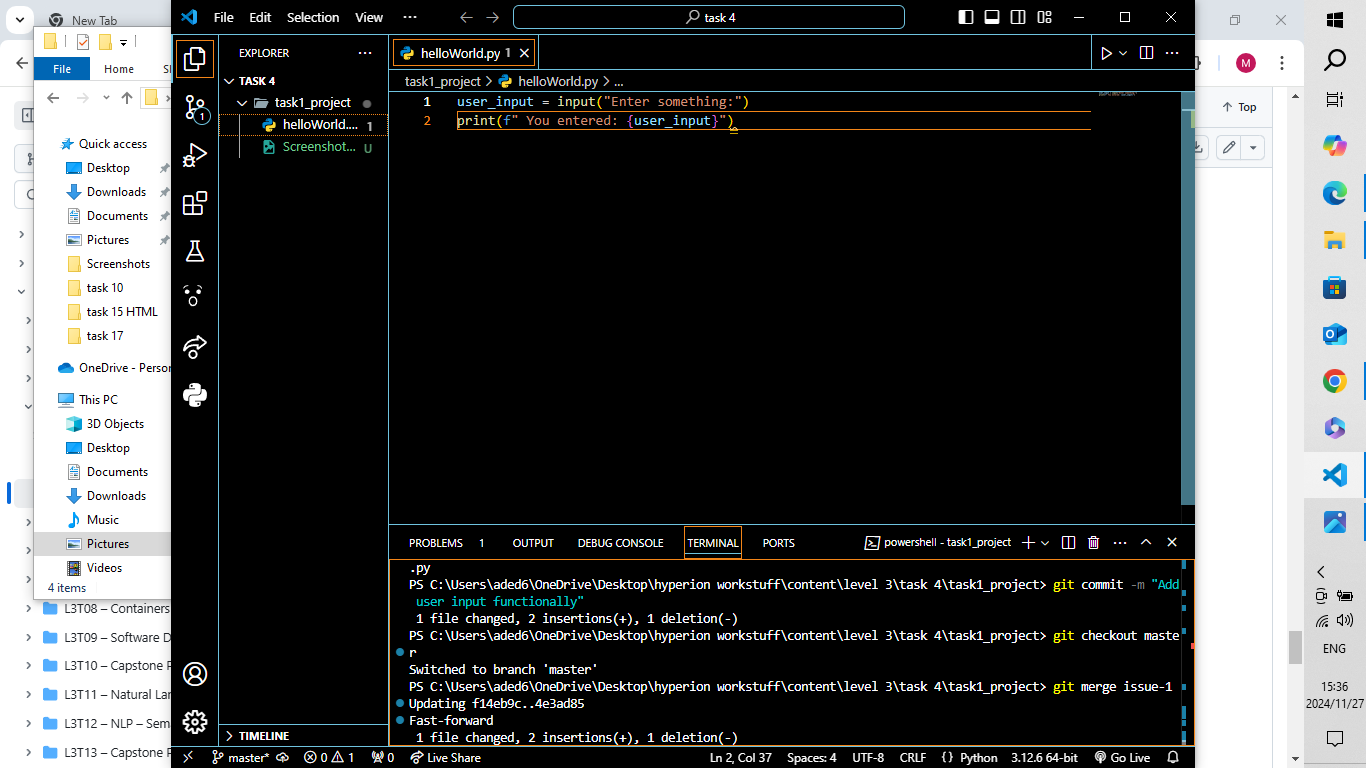 New Tab
File Edit Selection View ···
task 4
M
Top
File Home
Quick access
Desktop
Downloads
Documents
Pictures
Screenshots
task 10
task 15 HTML
task 17
OneDrive - Person
This PC
3D Objects
Desktop
Documents
Downloads
Music
Pictures
Videos
4 items
L3T08 – Containers
L3T09 – Software D
L3T10 – Capstone P
L3T11 – Natural Lan
L3T12 – NLP – Sem
L3T13 – Capstone P
1
EXPLORER ···
TASK 4
task1_project
helloWorld.... 1
Screenshot... U
TIMELINE
helloWorld.py 1
task1_project > helloWorld.py > ...
1 user_input = input("Enter something:")
2 print(f" You entered: {user_input}")
PROBLEMS 1 OUTPUT DEBUG CONSOLE TERMINAL PORTS powershell - task1_project
.py
PS C:\Users\aded6\OneDrive\Desktop\hyperion workstuff\content\level 3\task 4\task1_project> git commit -m "Add
user input functionally"
1 file changed, 2 insertions(+), 1 deletion(-)
PS C:\Users\aded6\OneDrive\Desktop\hyperion workstuff\content\level 3\task 4\task1_project> git checkout maste
r
Switched to branch 'master'
PS C:\Users\aded6\OneDrive\Desktop\hyperion workstuff\content\level 3\task 4\task1_project> git merge issue-1
Updating f14eb9c..4e3ad85
Fast-forward
1 file changed, 2 insertions(+), 1 deletion(-)
master* 0 1 0 Live Share Ln 2, Col 37 Spaces: 4 UTF-8 CRLF {} Python 3.12.6 64-bit Go Live
ENG
15:36
2024/11/27